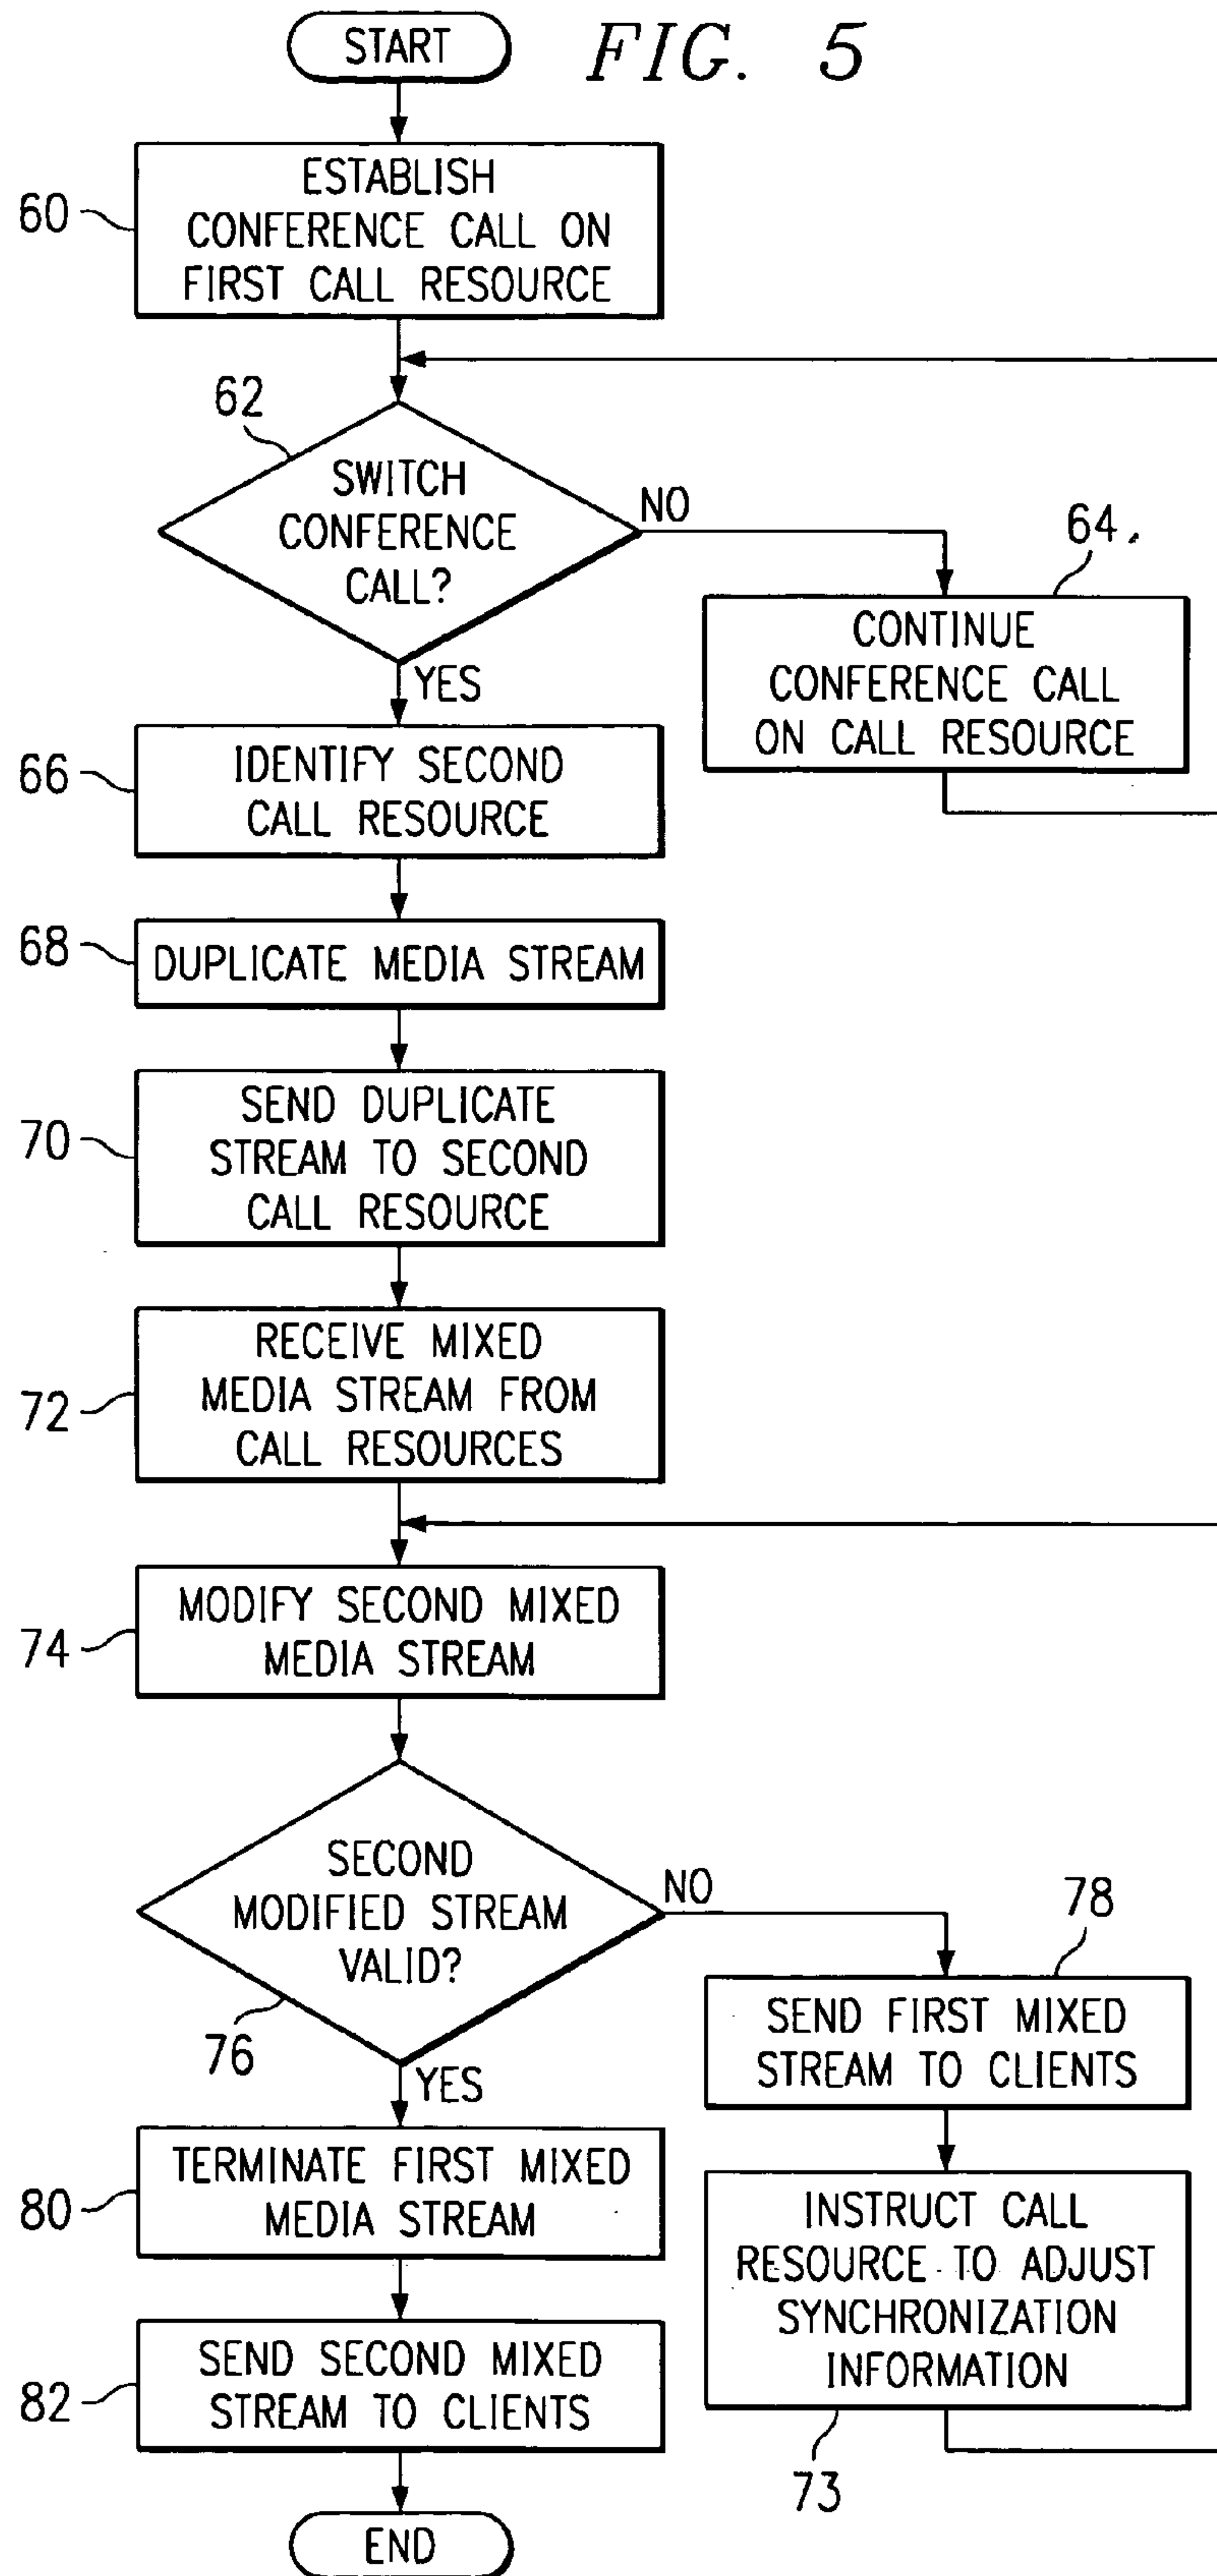 START
FIG. 5
ESTABLISH
CONFERENCE CALL ON
FIRST CALL RESOURCE
60
62
SWITCH
CONFERENCE
CALL?
NO
YES
64
CONTINUE
CONFERENCE CALL
ON CALL RESOURCE
66
IDENTIFY SECOND
CALL RESOURCE
68
DUPLICATE MEDIA STREAM
70
SEND DUPLICATE
STREAM TO SECOND
CALL RESOURCE
72
RECEIVE MIXED
MEDIA STREAM FROM
CALL RESOURCES
74
MODIFY SECOND MIXED
MEDIA STREAM
SECOND
MODIFIED STREAM
VALID?
76
NO
YES
78
SEND FIRST MIXED
STREAM TO CLIENTS
INSTRUCT CALL
RESOURCE TO ADJUST
SYNCHRONIZATION
INFORMATION
73
80
TERMINATE FIRST MIXED
MEDIA STREAM
82
SEND SECOND MIXED
STREAM TO CLIENTS
END